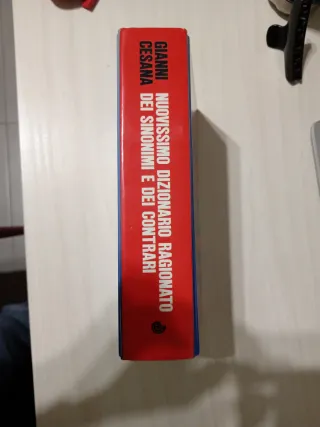 GIANNI
CESANA
NUOVISSIMO DIZIONARIO RAGIONATO
DEI SINONIMI E DEI CONTRARI